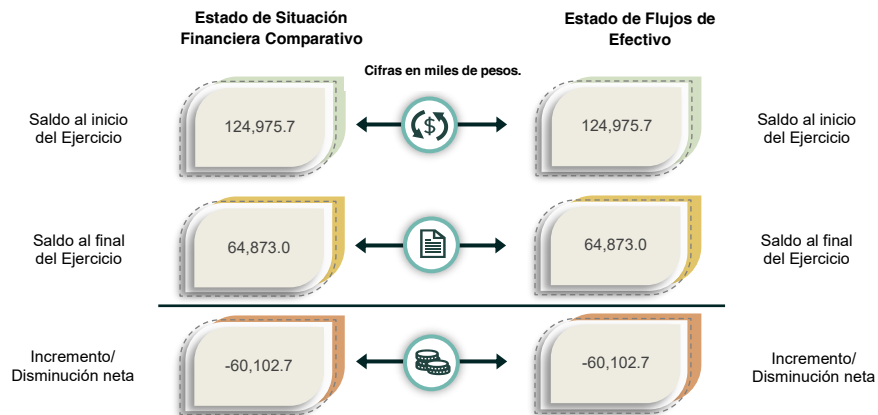 Estado de Situación
Financiera Comparativo
Estado de Flujos de
Efectivo
Cifras en miles de pesos.
Saldo al inicio
del Ejercicio
124,975.7
$
124,975.7
Saldo al inicio
del Ejercicio
Saldo al final
del Ejercicio
64,873.0
64,873.0
Saldo al final
del Ejercicio
Incremento/
Disminución neta
-60,102.7
-60,102.7
Incremento/
Disminución neta